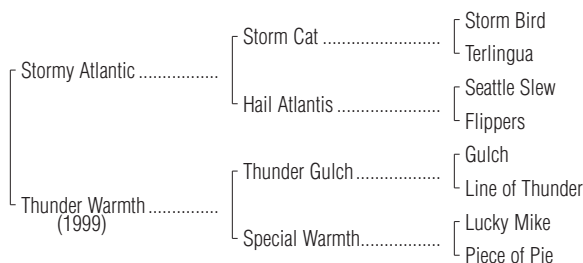 Storm Bird
Storm Cat ........................
Terlingua
Stormy Atlantic ................
Seattle Slew
Hail Atlantis .....................
Flippers
Gulch
Thunder Gulch .................
Line of Thunder
Thunder Warmth ..............
(1999)
Lucky Mike
Special Warmth ................
Piece of Pie